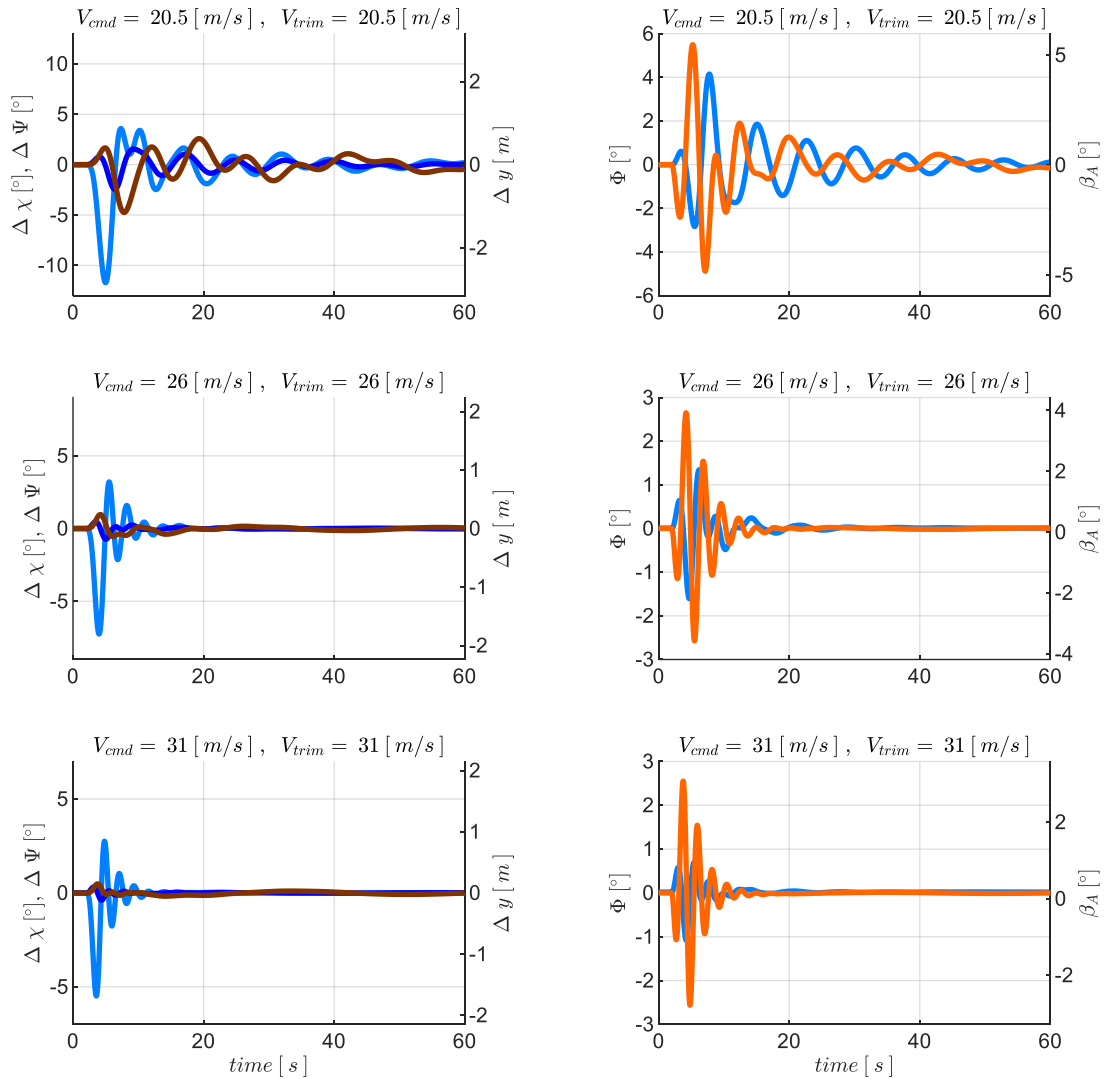 V_cmd = 20.5 [ m/s ] ,   V_trim = 20.5 [ m/s ]
Δ χ [°], Δ Ψ [°]
10
5
0
-5
-10
2
0
-2
Δ y [ m ]
0 20 40 60
V_cmd = 20.5 [ m/s ] ,   V_trim = 20.5 [ m/s ]
Φ [°]
6
4
2
0
-2
-4
-6
5
0
-5
β_A [°]
0 20 40 60
V_cmd = 26 [ m/s ] ,   V_trim = 26 [ m/s ]
Δ χ [°], Δ Ψ [°]
5
0
-5
2
1
0
-1
-2
Δ y [ m ]
0 20 40 60
V_cmd = 26 [ m/s ] ,   V_trim = 26 [ m/s ]
Φ [°]
3
2
1
0
-1
-2
-3
4
2
0
-2
-4
β_A [°]
0 20 40 60
V_cmd = 31 [ m/s ] ,   V_trim = 31 [ m/s ]
Δ χ [°], Δ Ψ [°]
5
0
-5
2
1
0
-1
-2
Δ y [ m ]
0 20 40 60
time [ s ]
V_cmd = 31 [ m/s ] ,   V_trim = 31 [ m/s ]
Φ [°]
3
2
1
0
-1
-2
-3
2
0
-2
β_A [°]
0 20 40 60
time [ s ]